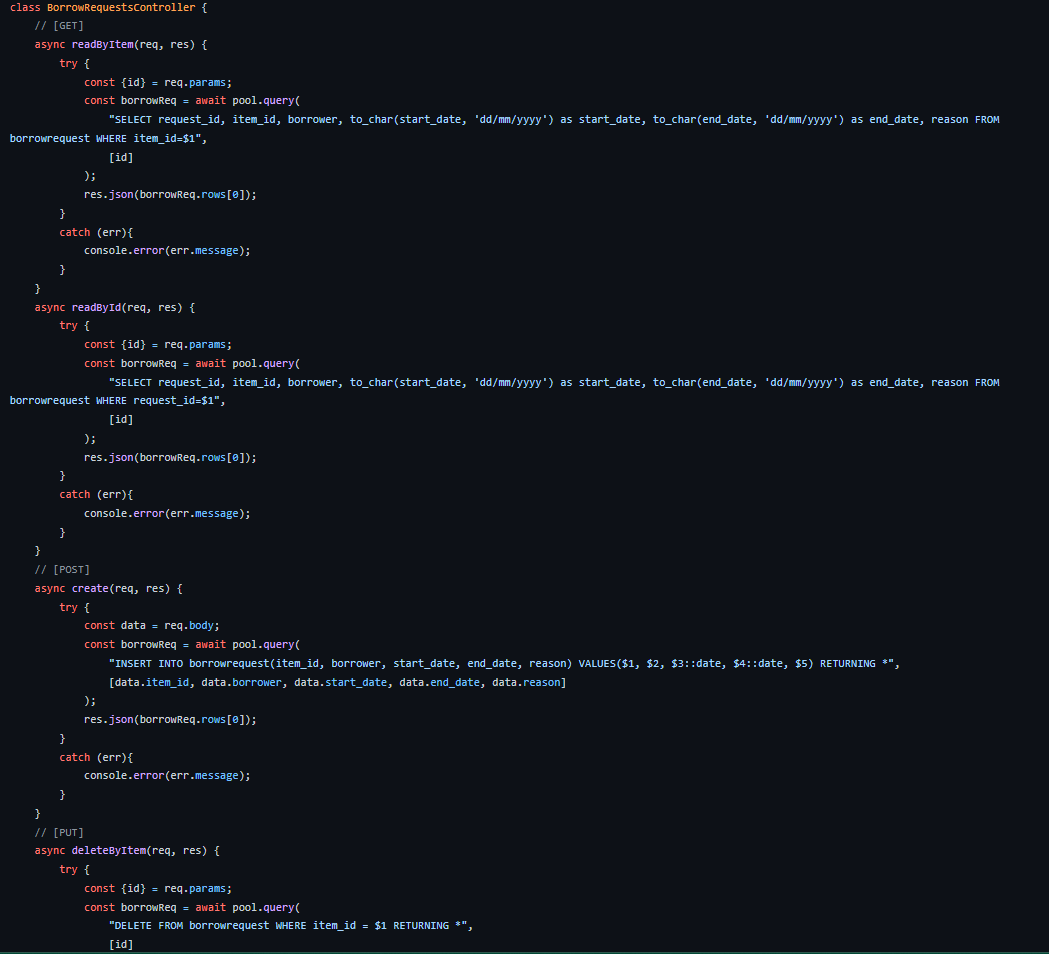 class BorrowRequestsController {
    // [GET]
    async readByItem(req, res) {
        try {
            const {id} = req.params;
            const borrowReq = await pool.query(
                "SELECT request_id, item_id, borrower, to_char(start_date, 'dd/mm/yyyy') as start_date, to_char(end_date, 'dd/mm/yyyy') as end_date, reason FROM
borrowrequest WHERE item_id=$1",
                [id]
            );
            res.json(borrowReq.rows[0]);
        }
        catch (err){
            console.error(err.message);
        }
    }
    async readById(req, res) {
        try {
            const {id} = req.params;
            const borrowReq = await pool.query(
                "SELECT request_id, item_id, borrower, to_char(start_date, 'dd/mm/yyyy') as start_date, to_char(end_date, 'dd/mm/yyyy') as end_date, reason FROM
borrowrequest WHERE request_id=$1",
                [id]
            );
            res.json(borrowReq.rows[0]);
        }
        catch (err){
            console.error(err.message);
        }
    }
    // [POST]
    async create(req, res) {
        try {
            const data = req.body;
            const borrowReq = await pool.query(
                "INSERT INTO borrowrequest(item_id, borrower, start_date, end_date, reason) VALUES($1, $2, $3::date, $4::date, $5) RETURNING *",
                [data.item_id, data.borrower, data.start_date, data.end_date, data.reason]
            );
            res.json(borrowReq.rows[0]);
        }
        catch (err){
            console.error(err.message);
        }
    }
    // [PUT]
    async deleteByItem(req, res) {
        try {
            const {id} = req.params;
            const borrowReq = await pool.query(
                "DELETE FROM borrowrequest WHERE item_id = $1 RETURNING *",
                [id]